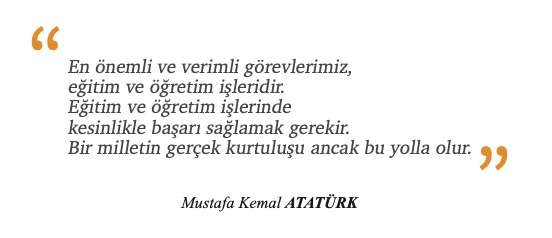 “
En önemli ve verimli görevlerimiz,
eğitim ve öğretim işleridir.
Eğitim ve öğretim işlerinde
kesinlikle başarı sağlamak gerekir.
Bir milletin gerçek kurtuluşu ancak bu yolla olur.
”
Mustafa Kemal ATATÜRK